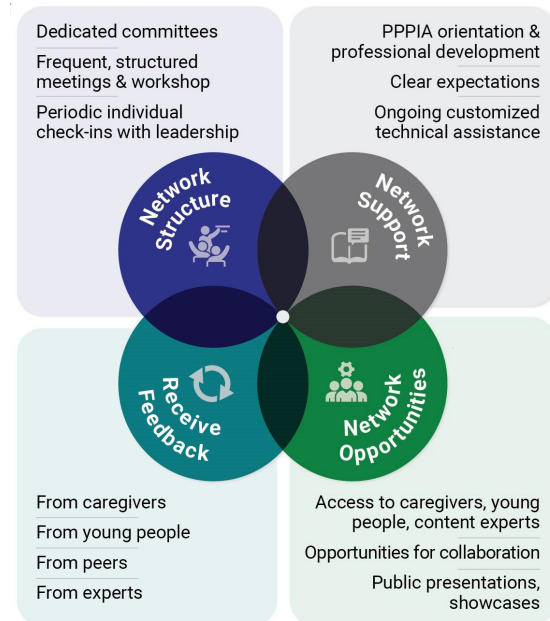 Dedicated committees
Frequent, structured
meetings & workshop
Periodic individual
check-ins with leadership
PPPIA orientation &
professional development
Clear expectations
Ongoing customized
technical assistance
Network
Structure
Network
Support
Receive
Feedback
Network
Opportunities
From caregivers
From young people
From peers
From experts
Access to caregivers, young
people, content experts
Opportunities for collaboration
Public presentations,
showcases